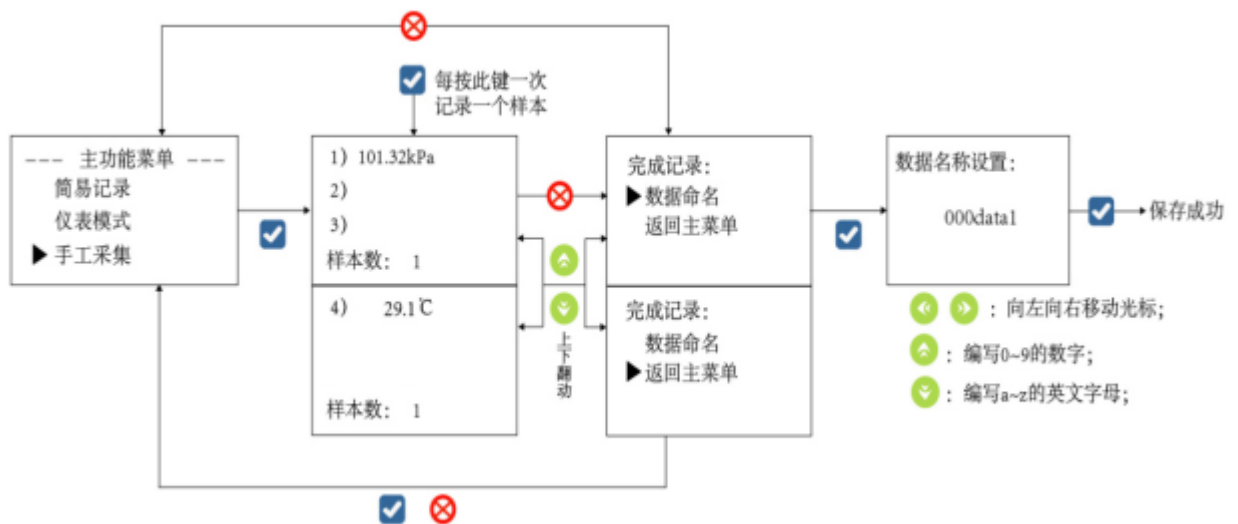 每按此键一次
记录一个样本
--- 主功能菜单 ---
简易记录
仪表模式
▶ 手工采集
1) 101.32kPa
2)
3)
样本数: 1
4) 29.1℃
样本数: 1
上下翻动
完成记录:
▶数据命名
返回主菜单
完成记录:
数据命名
▶返回主菜单
数据名称设置:
000data1
保存成功
: 向左向右移动光标;
: 编写0~9的数字;
: 编写a~z的英文字母;